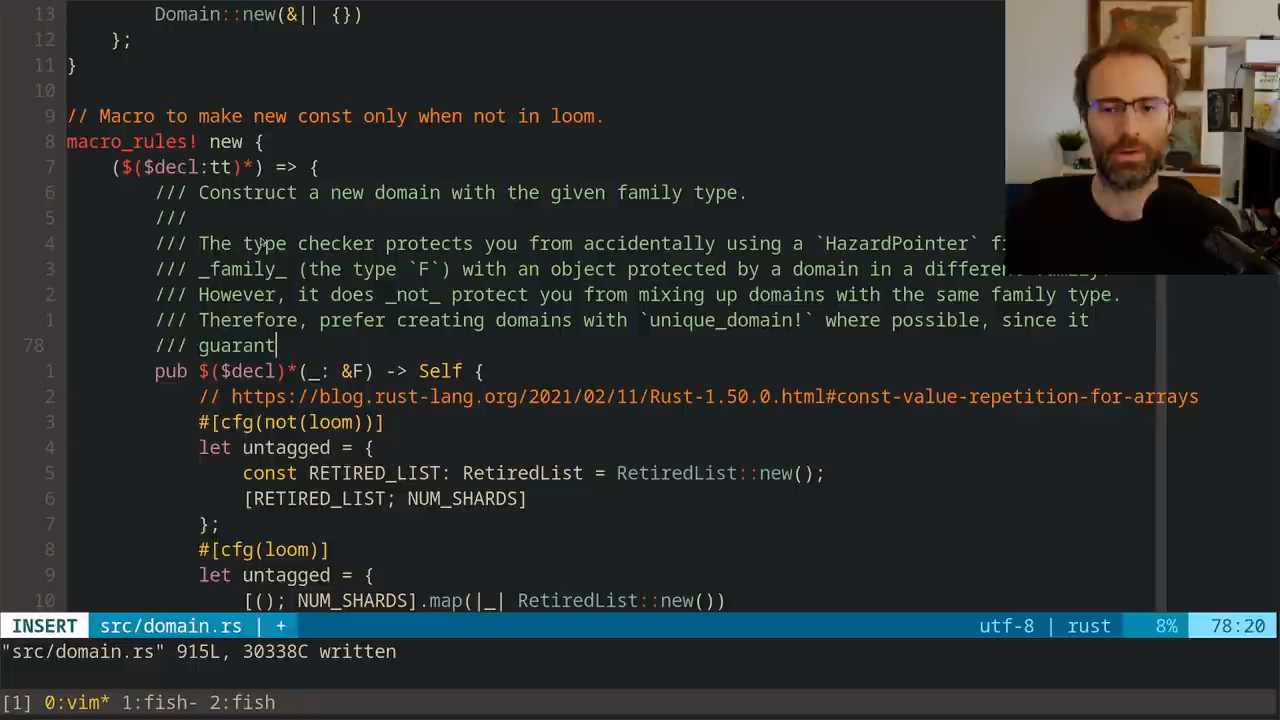 13 Domain::new(&|| {})
12 };
11 }
10
9 // Macro to make new const only when not in loom.
8 macro_rules! new {
7 ($($decl:tt)*) => {
6 /// Construct a new domain with the given family type.
5 ///
4 /// The type checker protects you from accidentally using a `HazardPointer`
3 /// _family_ (the type `F`) with an object protected by a domain in a different family.
2 /// However, it does _not_ protect you from mixing up domains with the same family type.
1 /// Therefore, prefer creating domains with `unique_domain!` where possible, since it
78 /// guarant
1 pub $($decl)*(_: &F) -> Self {
2 // https://blog.rust-lang.org/2021/02/11/Rust-1.50.0.html#const-value-repetition-for-arrays
3 #[cfg(not(loom))]
4 let untagged = {
5 const RETIRED_LIST: RetiredList = RetiredList::new();
6 [RETIRED_LIST; NUM_SHARDS]
7 };
8 #[cfg(loom)]
9 let untagged = {
10 [(); NUM_SHARDS].map(|_| RetiredList::new())
INSERT src/domain.rs | + utf-8 | rust 8% 78:20
"src/domain.rs" 915L, 30338C written
[1] 0:vim* 1:fish- 2:fish